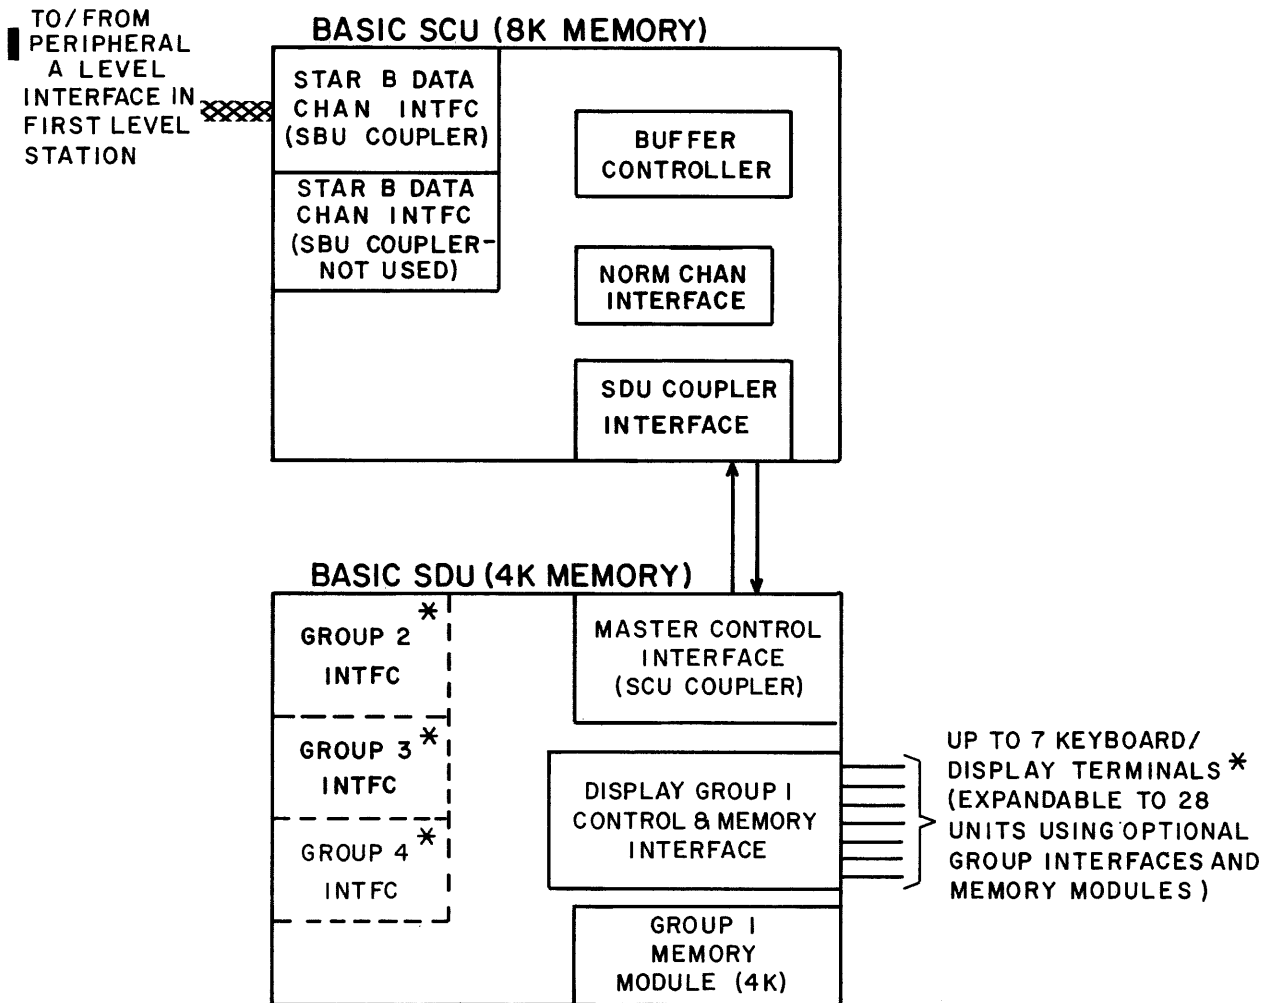 TO/FROM
PERIPHERAL
A LEVEL
INTERFACE IN
FIRST LEVEL
STATION
BASIC SCU (8K MEMORY)
STAR B DATA
CHAN INTFC
(SBU COUPLER)
STAR B DATA
CHAN INTFC
(SBU COUPLER-
NOT USED)
BUFFER
CONTROLLER
NORM CHAN
INTERFACE
SDU COUPLER
INTERFACE
BASIC SDU (4K MEMORY)
GROUP 2 *
INTFC
GROUP 3 *
INTFC
GROUP 4 *
INTFC
MASTER CONTROL
INTERFACE
(SCU COUPLER)
DISPLAY GROUP I
CONTROL & MEMORY
INTERFACE
GROUP I
MEMORY
MODULE (4K)
UP TO 7 KEYBOARD/
DISPLAY TERMINALS *
(EXPANDABLE TO 28
UNITS USING OPTIONAL
GROUP INTERFACES AND
MEMORY MODULES)